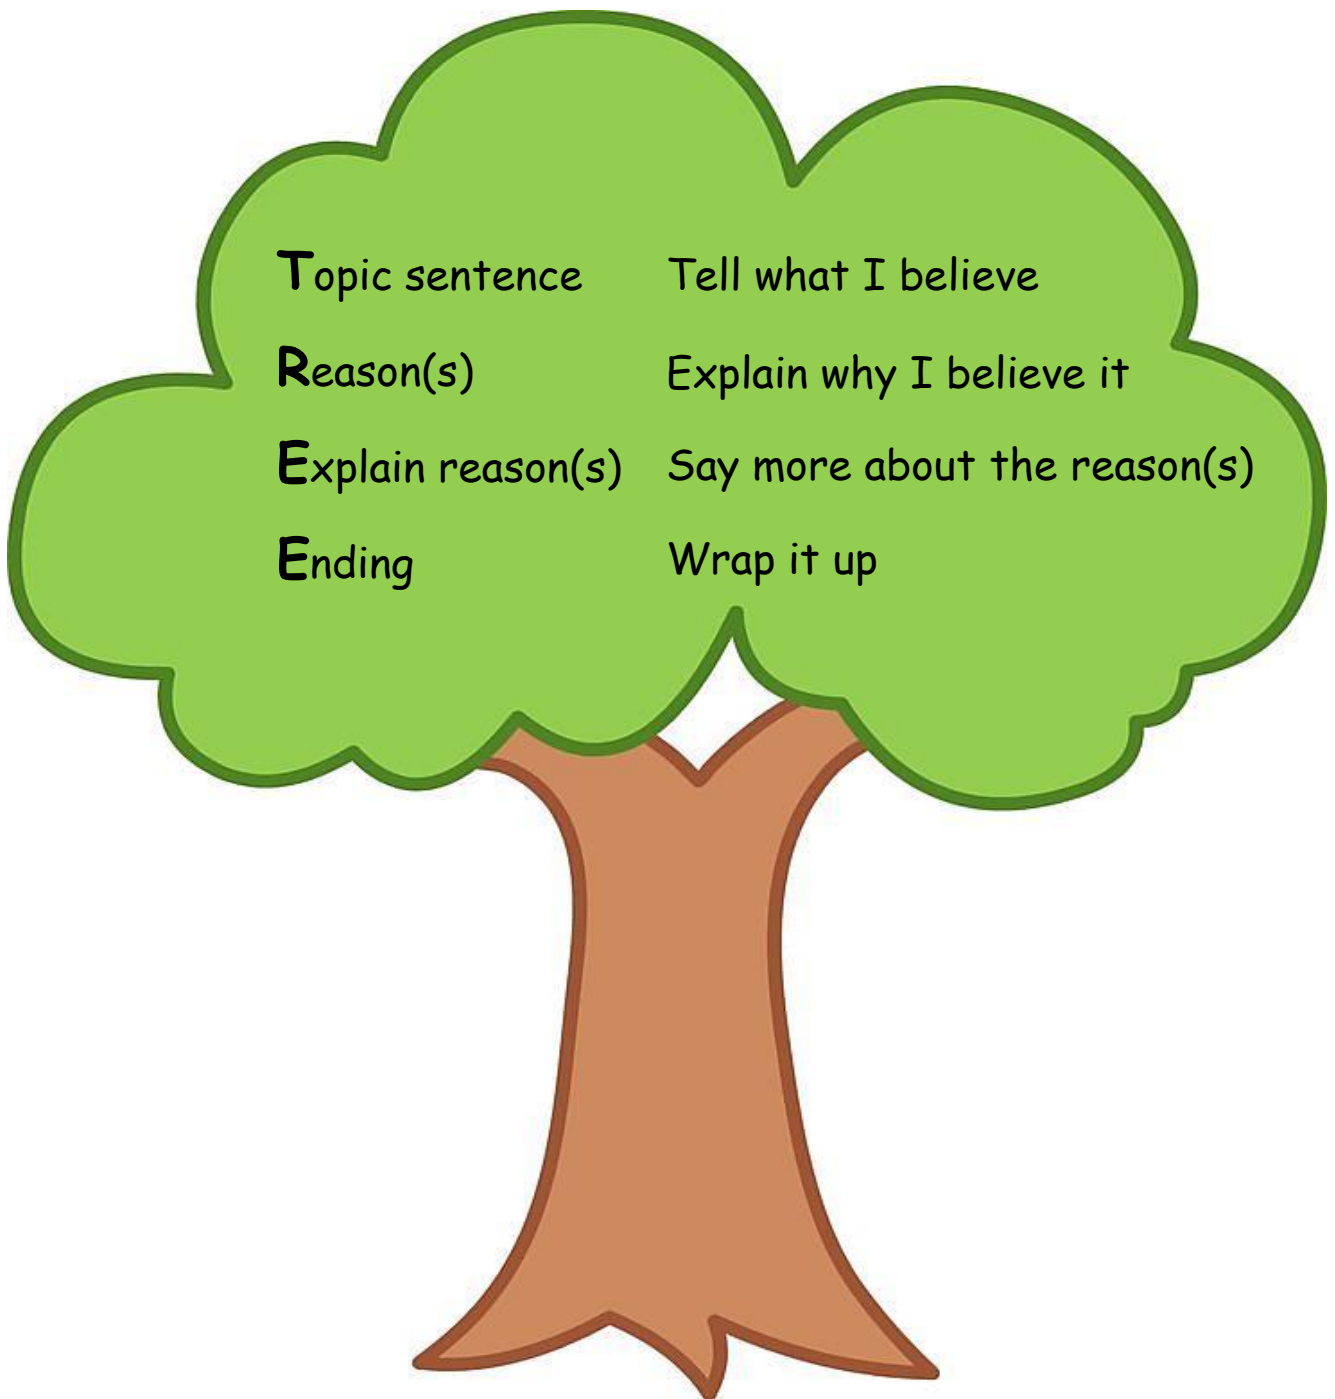 Topic sentence Tell what I believe
Reason(s) Explain why I believe it
Explain reason(s) Say more about the reason(s)
Ending Wrap it up